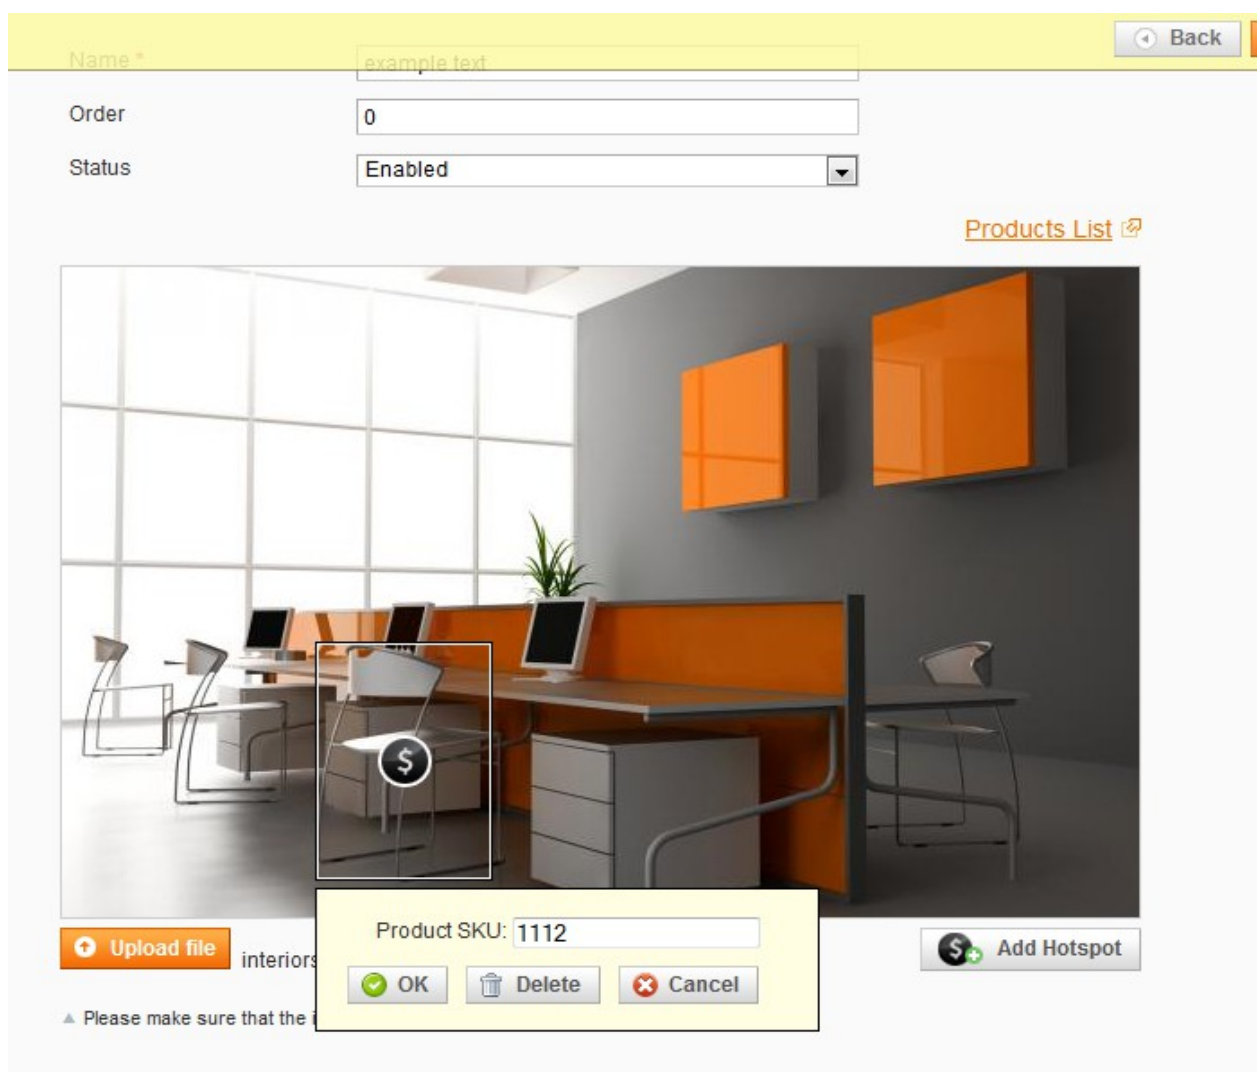 Back
Name *
example text
Order
0
Status
Enabled
Products List
$
Product SKU: 1112
OK
Delete
Cancel
Upload file
interiors
$ Add Hotspot
Please make sure that the i